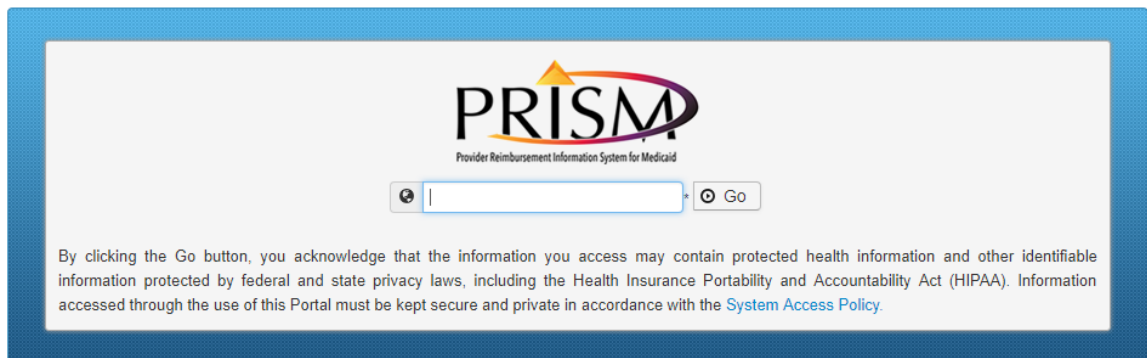 PRISM
Provider Reimbursement Information System for Medicaid
* Go
By clicking the Go button, you acknowledge that the information you access may contain protected health information and other identifiable
information protected by federal and state privacy laws, including the Health Insurance Portability and Accountability Act (HIPAA). Information
accessed through the use of this Portal must be kept secure and private in accordance with the System Access Policy.